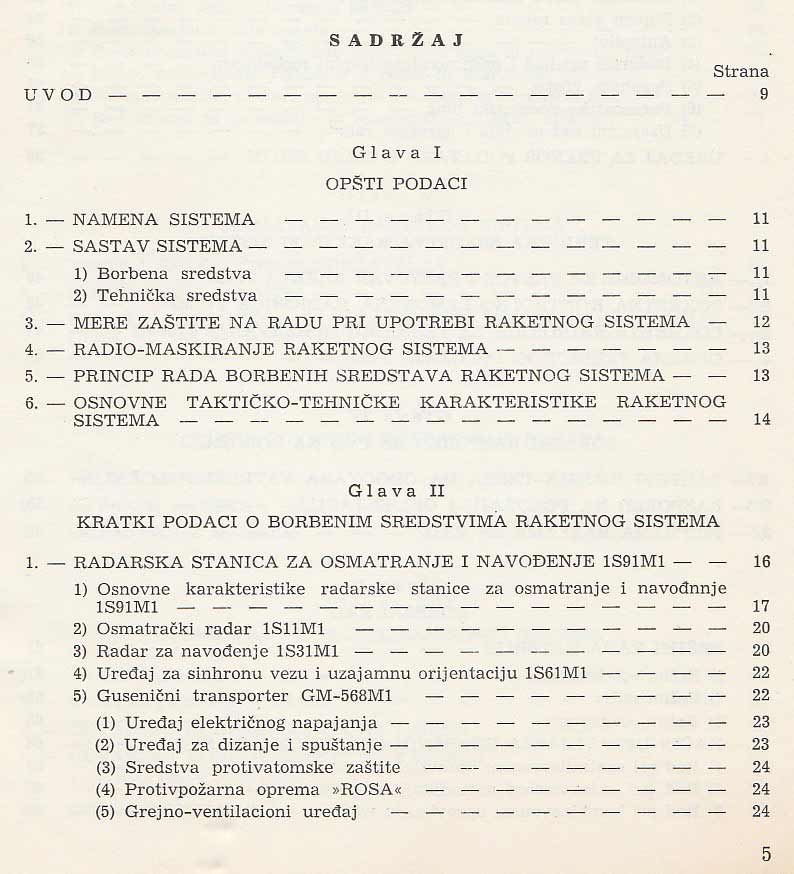 SADRŽAJ
Strana
UVOD — — — — — — — — — — — — — — — — — — 9
Glava I
OPŠTI PODACI
1. — NAMENA SISTEMA — — — — — — — — — — — — — 11
2. — SASTAV SISTEMA — — — — — — — — — — — — — — 11
1) Borbena sredstva — — — — — — — — — — — — — 11
2) Tehnička sredstva — — — — — — — — — — — — — 11
3. — MERE ZAŠTITE NA RADU PRI UPOTREBI RAKETNOG SISTEMA — 12
4. — RADIO-MASKIRANJE RAKETNOG SISTEMA — — — — — — — 13
5. — PRINCIP RADA BORBENIH SREDSTAVA RAKETNOG SISTEMA — — 13
6. — OSNOVNE TAKTIČKO-TEHNIČKE KARAKTERISTIKE RAKETNOG
SISTEMA — — — — — — — — — — — — — — — — 14
Glava II
KRATKI PODACI O BORBENIM SREDSTVIMA RAKETNOG SISTEMA
1. — RADARSKA STANICA ZA OSMATRANJE I NAVOĐENJE 1S91M1 — — 16
1) Osnovne karakteristike radarske stanice za osmatranje i navođnnje
1S91M1 — — — — — — — — — — — — — — — — 17
2) Osmatrački radar 1S11M1 — — — — — — — — — — — 20
3) Radar za navođenje 1S31M1 — — — — — — — — — — — 20
4) Uređaj za sinhronu vezu i uzajamnu orijentaciju 1S61M1 — — — — 22
5) Gusenični transporter GM-568M1 — — — — — — — — — 22
(1) Uređaj električnog napajanja — — — — — — — — — — 23
(2) Uređaj za dizanje i spuštanje — — — — — — — — — — 23
(3) Sredstva protivatomske zaštite — — — — — — — — — 24
(4) Protivpožarna oprema »ROSA« — — — — — — — — — 24
(5) Grejno-ventilacioni uređaj — — — — — — — — — — 24
5